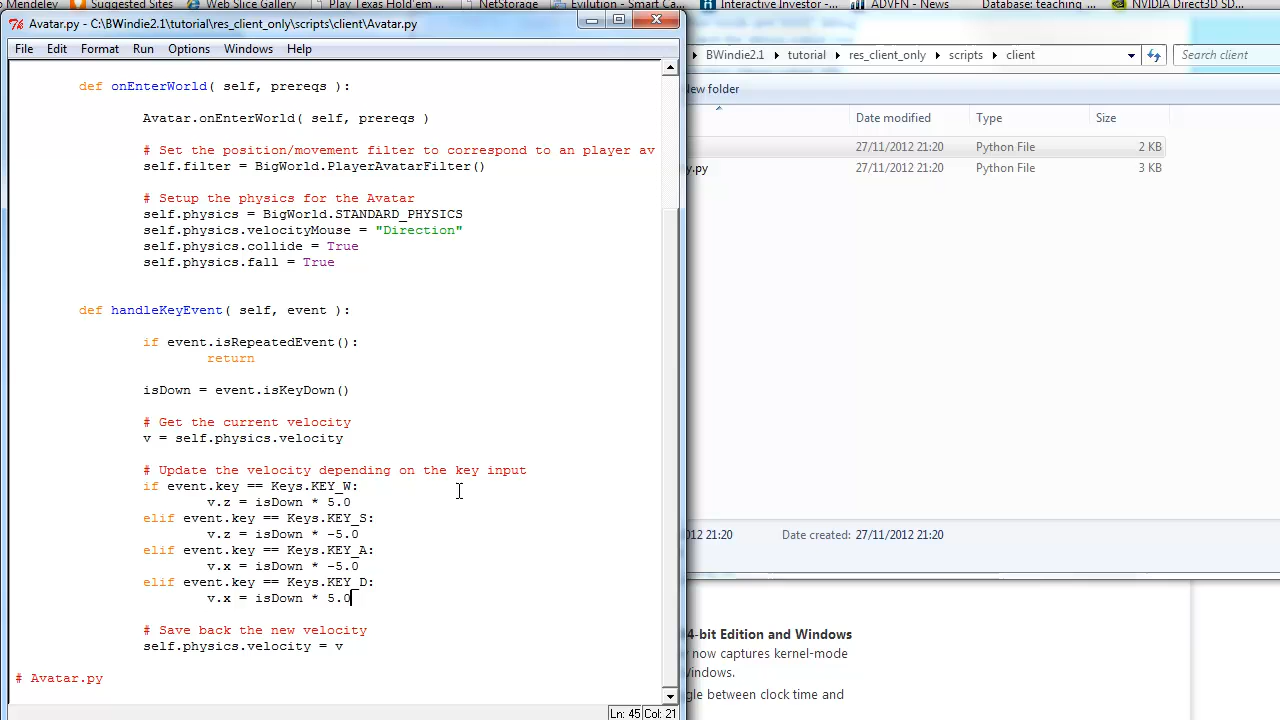 o Mendeley Suggested Sites Web Slice Gallery Play Texas Hold'em ... NetStorage Evilution - Smart Ca... Interactive Investor -... ADVFN - News Database: teaching ... NVIDIA Direct3D SD...
Avatar.py - C:\BWindie2.1\tutorial\res_client_only\scripts\client\Avatar.py
File Edit Format Run Options Windows Help
def onEnterWorld( self, prereqs ):
Avatar.onEnterWorld( self, prereqs )
# Set the position/movement filter to correspond to an player av
self.filter = BigWorld.PlayerAvatarFilter()
# Setup the physics for the Avatar
self.physics = BigWorld.STANDARD_PHYSICS
self.physics.velocityMouse = "Direction"
self.physics.collide = True
self.physics.fall = True
def handleKeyEvent( self, event ):
if event.isRepeatedEvent():
return
isDown = event.isKeyDown()
# Get the current velocity
v = self.physics.velocity
# Update the velocity depending on the key input
if event.key == Keys.KEY_W:
v.z = isDown * 5.0
elif event.key == Keys.KEY_S:
v.z = isDown * -5.0
elif event.key == Keys.KEY_A:
v.x = isDown * -5.0
elif event.key == Keys.KEY_D:
v.x = isDown * 5.0
# Save back the new velocity
self.physics.velocity = v
# Avatar.py
Ln: 45 Col: 21
BWindie2.1 tutorial res_client_only scripts client Search client
New folder
Date modified Type Size
27/11/2012 21:20 Python File 2 KB
y.py 27/11/2012 21:20 Python File 3 KB
012 21:20 Date created: 27/11/2012 21:20
4-bit Edition and Windows
now captures kernel-mode
Windows.
gle between clock time and